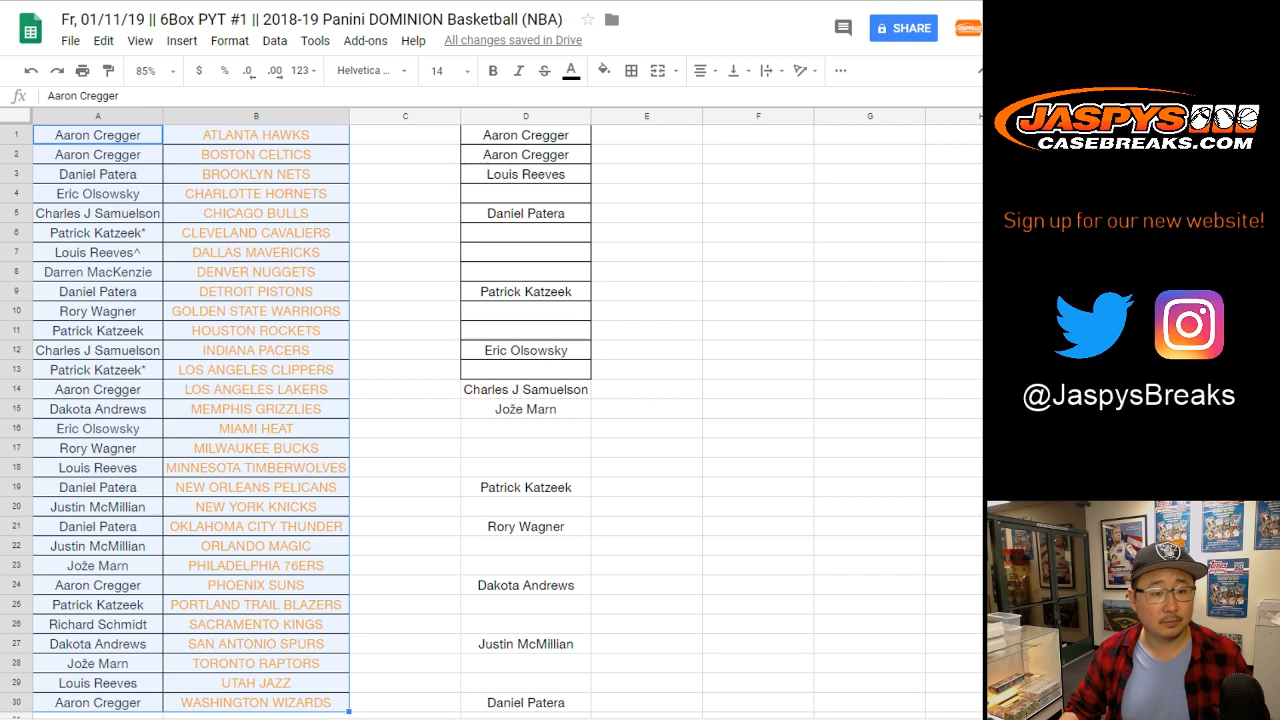 Fr, 01/11/19 || 6Box PYT #1 || 2018-19 Panini DOMINION Basketball (NBA)
File Edit View Insert Format Data Tools Add-ons Help All changes saved in Drive
SHARE
85% $ % .0 .00 123 Helvetica ... 14 B I S A
fx Aaron Cregger
A B C D E F G H
1 Aaron Cregger ATLANTA HAWKS Aaron Cregger
2 Aaron Cregger BOSTON CELTICS Aaron Cregger
3 Daniel Patera BROOKLYN NETS Louis Reeves
4 Eric Olsowsky CHARLOTTE HORNETS
5 Charles J Samuelson CHICAGO BULLS Daniel Patera
6 Patrick Katzeek* CLEVELAND CAVALIERS
7 Louis Reeves^ DALLAS MAVERICKS
8 Darren MacKenzie DENVER NUGGETS
9 Daniel Patera DETROIT PISTONS Patrick Katzeek
10 Rory Wagner GOLDEN STATE WARRIORS
11 Patrick Katzeek HOUSTON ROCKETS
12 Charles J Samuelson INDIANA PACERS Eric Olsowsky
13 Patrick Katzeek* LOS ANGELES CLIPPERS
14 Aaron Cregger LOS ANGELES LAKERS Charles J Samuelson
15 Dakota Andrews MEMPHIS GRIZZLIES Jože Marn
16 Eric Olsowsky MIAMI HEAT
17 Rory Wagner MILWAUKEE BUCKS
18 Louis Reeves MINNESOTA TIMBERWOLVES
19 Daniel Patera NEW ORLEANS PELICANS Patrick Katzeek
20 Justin McMillian NEW YORK KNICKS
21 Daniel Patera OKLAHOMA CITY THUNDER Rory Wagner
22 Justin McMillian ORLANDO MAGIC
23 Jože Marn PHILADELPHIA 76ERS
24 Aaron Cregger PHOENIX SUNS Dakota Andrews
25 Patrick Katzeek PORTLAND TRAIL BLAZERS
26 Richard Schmidt SACRAMENTO KINGS
27 Dakota Andrews SAN ANTONIO SPURS Justin McMillian
28 Jože Marn TORONTO RAPTORS
29 Louis Reeves UTAH JAZZ
30 Aaron Cregger WASHINGTON WIZARDS Daniel Patera
JASPYS
CASEBREAKS.COM
Sign up for our new website!
@JaspysBreaks